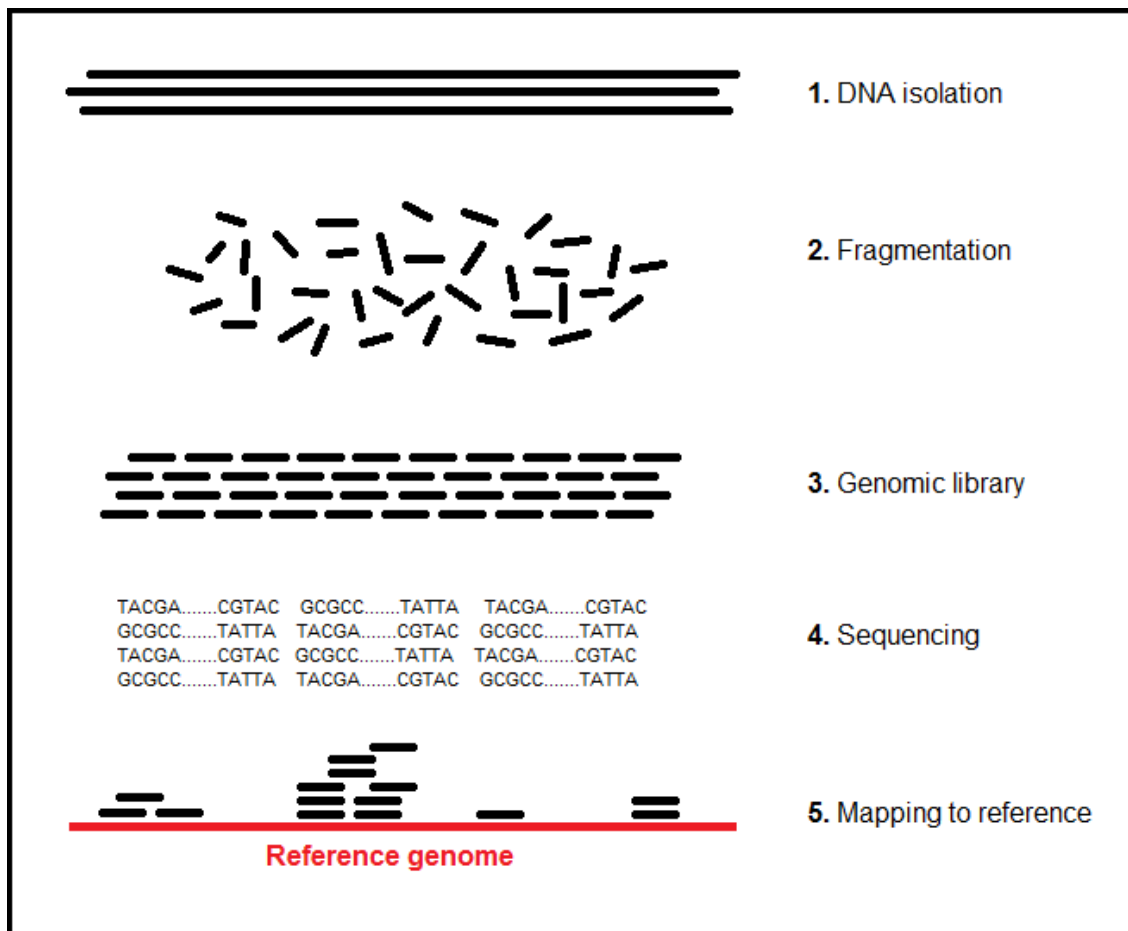 1. DNA isolation
2. Fragmentation
3. Genomic library
TACGA.......CGTAC GCGCC.......TATTA TACGA.......CGTAC
GCGCC.......TATTA TACGA.......CGTAC GCGCC.......TATTA
TACGA.......CGTAC GCGCC.......TATTA TACGA.......CGTAC
GCGCC.......TATTA TACGA.......CGTAC GCGCC.......TATTA
4. Sequencing
5. Mapping to reference
Reference genome